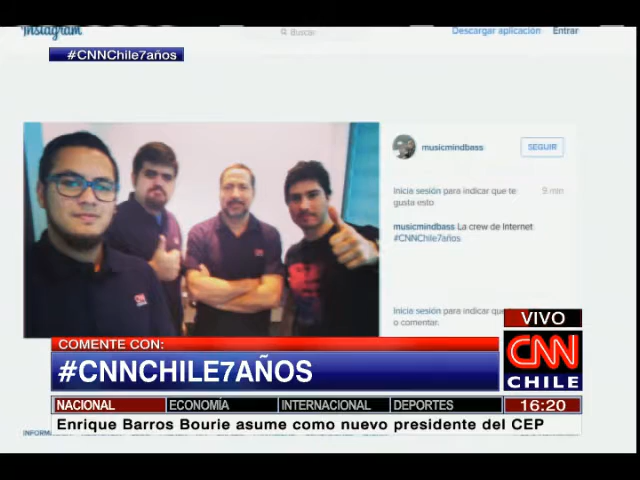 Instagram
Buscar
Descargar aplicación
Entrar
#CNNChile7años
musicmindbass
SEGUIR
Inicia sesión para indicar que te
gusta esto
9 min
musicmindbass La crew de Internet
#CNNChile7años
Inicia sesión para indicar que
o comentar.
VIVO
COMENTE CON:
#CNNCHILE7AÑOS
CNN
CHILE
NACIONAL
ECONOMÍA
INTERNACIONAL
DEPORTES
16:20
Enrique Barros Bourie asume como nuevo presidente del CEP